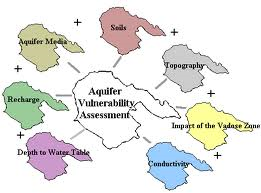 Soils
Aquifer Media
Topography
Recharge
Aquifer
Vulnerability
Assessment
Impact of the Vadose Zone
Depth to Water Table
Conductivity
+
+
+
+
+
+